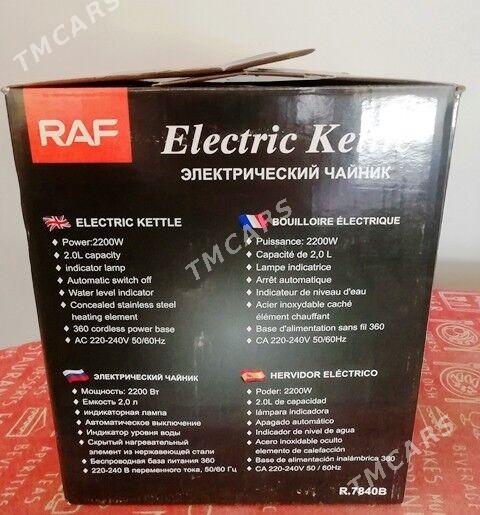 TMCARS
RAF
Electric Kettle
ЭЛЕКТРИЧЕСКИЙ ЧАЙНИК
ELECTRIC KETTLE
Power:2200W
2.0L capacity
indicator lamp
Automatic switch off
Water level indicator
Concealed stainless steel
heating element
360 cordless power base
AC 220-240V 50/60Hz
BOUILLOIRE ÉLECTRIQUE
Puissance: 2200W
Capacité de 2,0 L
Lampe indicatrice
Arrêt automatique
Indicateur de niveau d'eau
Acier inoxydable caché
élément chauffant
Base d'alimentation sans fil 360
CA 220-240V 50/60Hz
TMCARS
ЭЛЕКТРИЧЕСКИЙ ЧАЙНИК
Мощность: 2200 Вт
Емкость 2,0 л
индикаторная лампа
Автоматическое выключение
Индикатор уровня воды
Скрытый нагревательный
элемент из нержавеющей стали
Беспроводная база питания 360
220-240 В переменного тока, 50/60 Гц
HERVIDOR ELÉCTRICO
Poder: 2200W
2.0L de capacidad
lámpara indicadora
Apagado automático
Indicador de nivel de agua
Acero inoxidable oculto
elemento de calefacción
Base de alimentación inalámbrica 360
CA 220-240V 50 / 60Hz
R.7840B
TMCARS